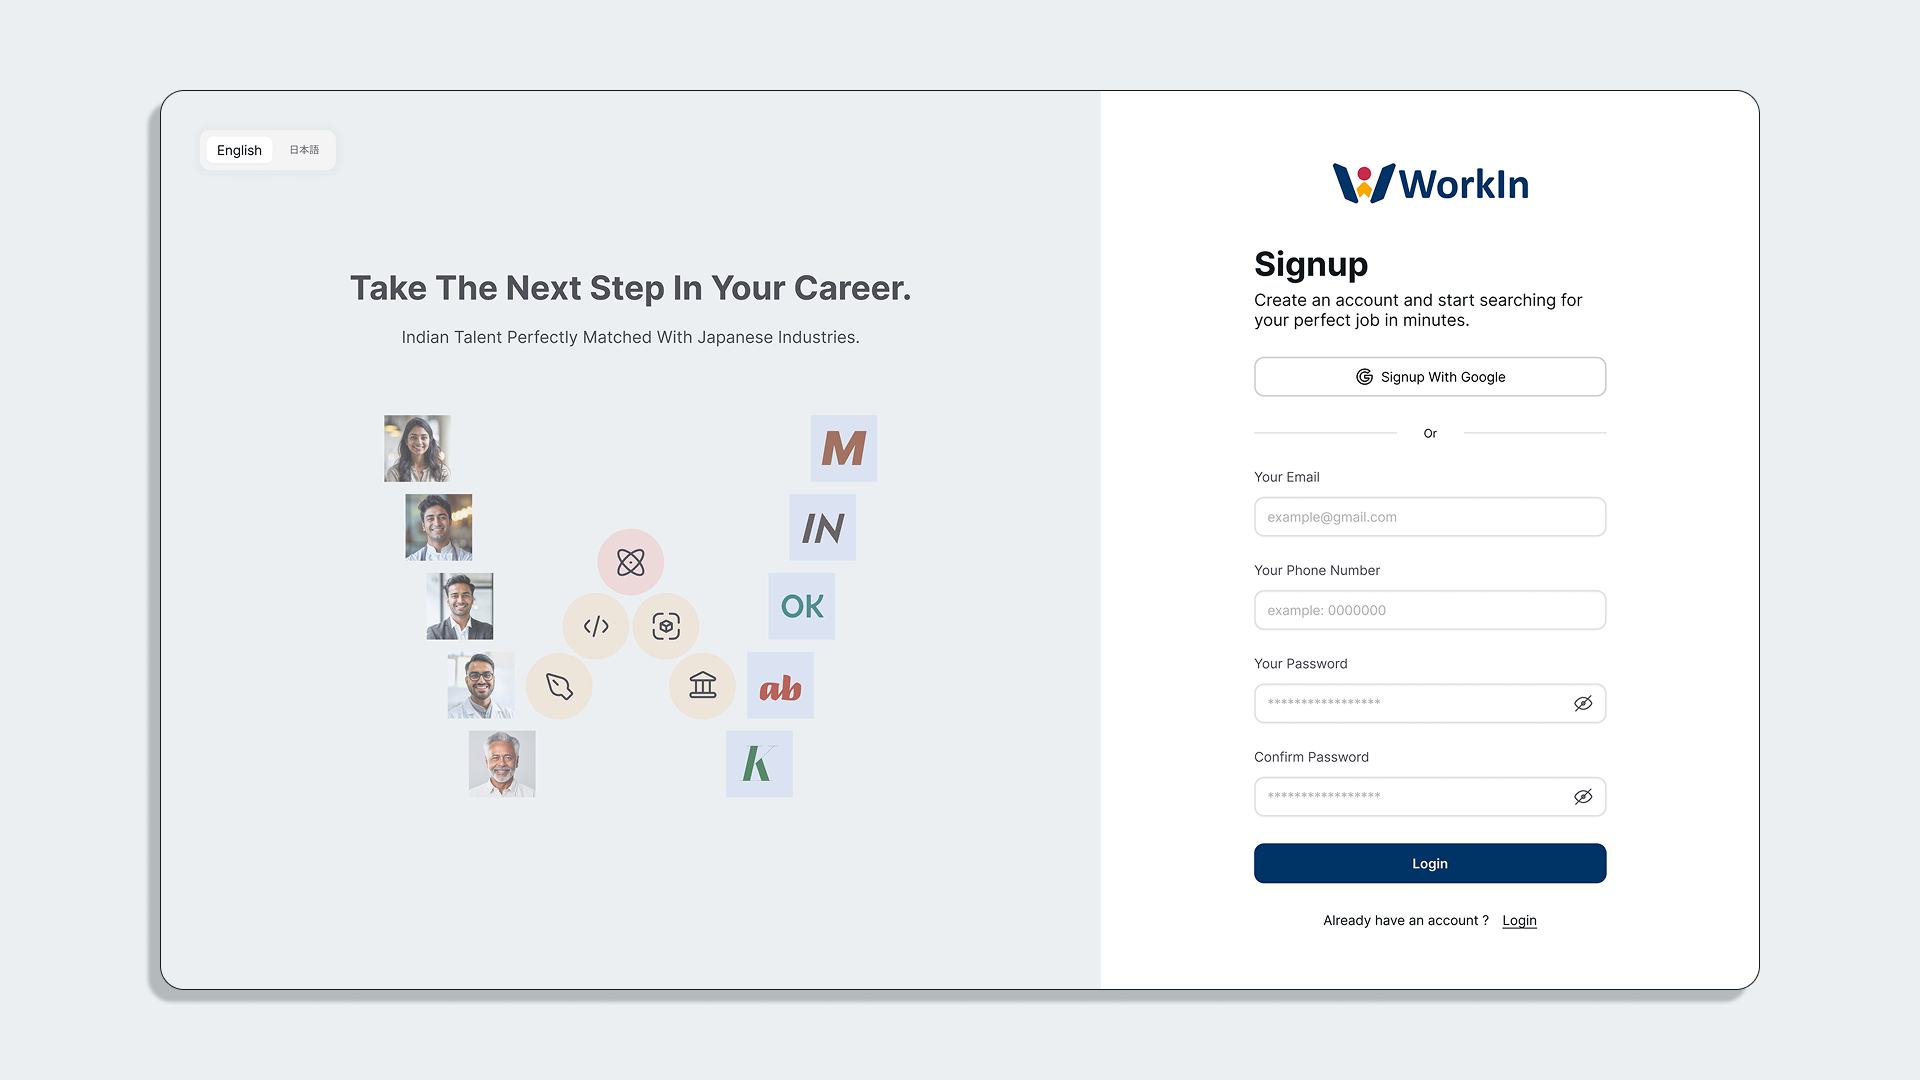 English 日本語
Take The Next Step In Your Career.
Indian Talent Perfectly Matched With Japanese Industries.
M
IN
OK
ab
K
WorkIn
Signup
Create an account and start searching for
your perfect job in minutes.
Signup With Google
Or
Your Email
example@gmail.com
Your Phone Number
example: 0000000
Your Password
*****************
Confirm Password
*****************
Login
Already have an account ? Login